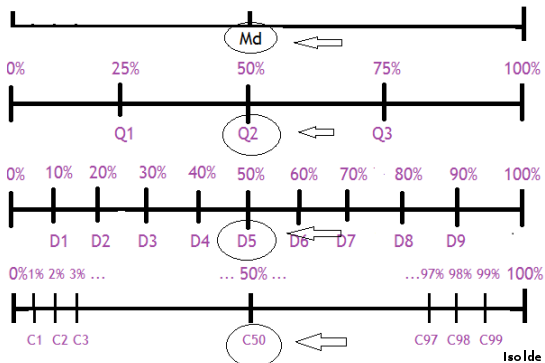 Md
0% 25% 50% 75% 100%
Q1 Q2 Q3
0% 10% 20% 30% 40% 50% 60% 70% 80% 90% 100%
D1 D2 D3 D4 D5 D6 D7 D8 D9
0% 1% 2% 3% ... ... 50% ... ...97% 98% 99% 100%
C1 C2 C3 C50 C97 C98 C99
Isolde